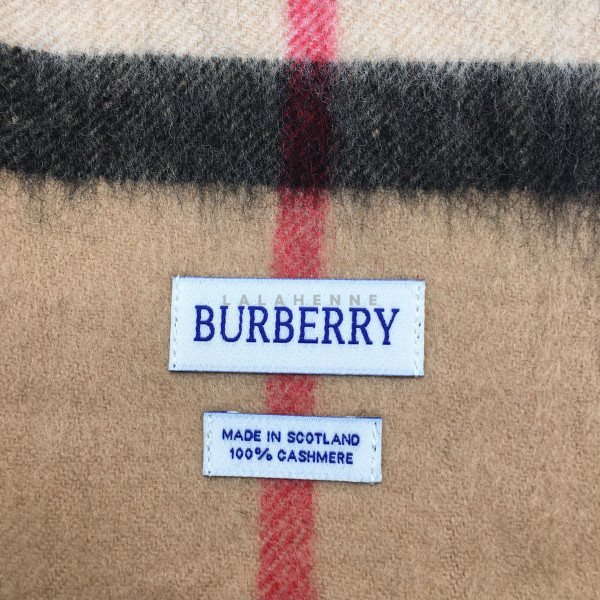 LALAHENNE
BURBERRY
MADE IN SCOTLAND
100% CASHMERE